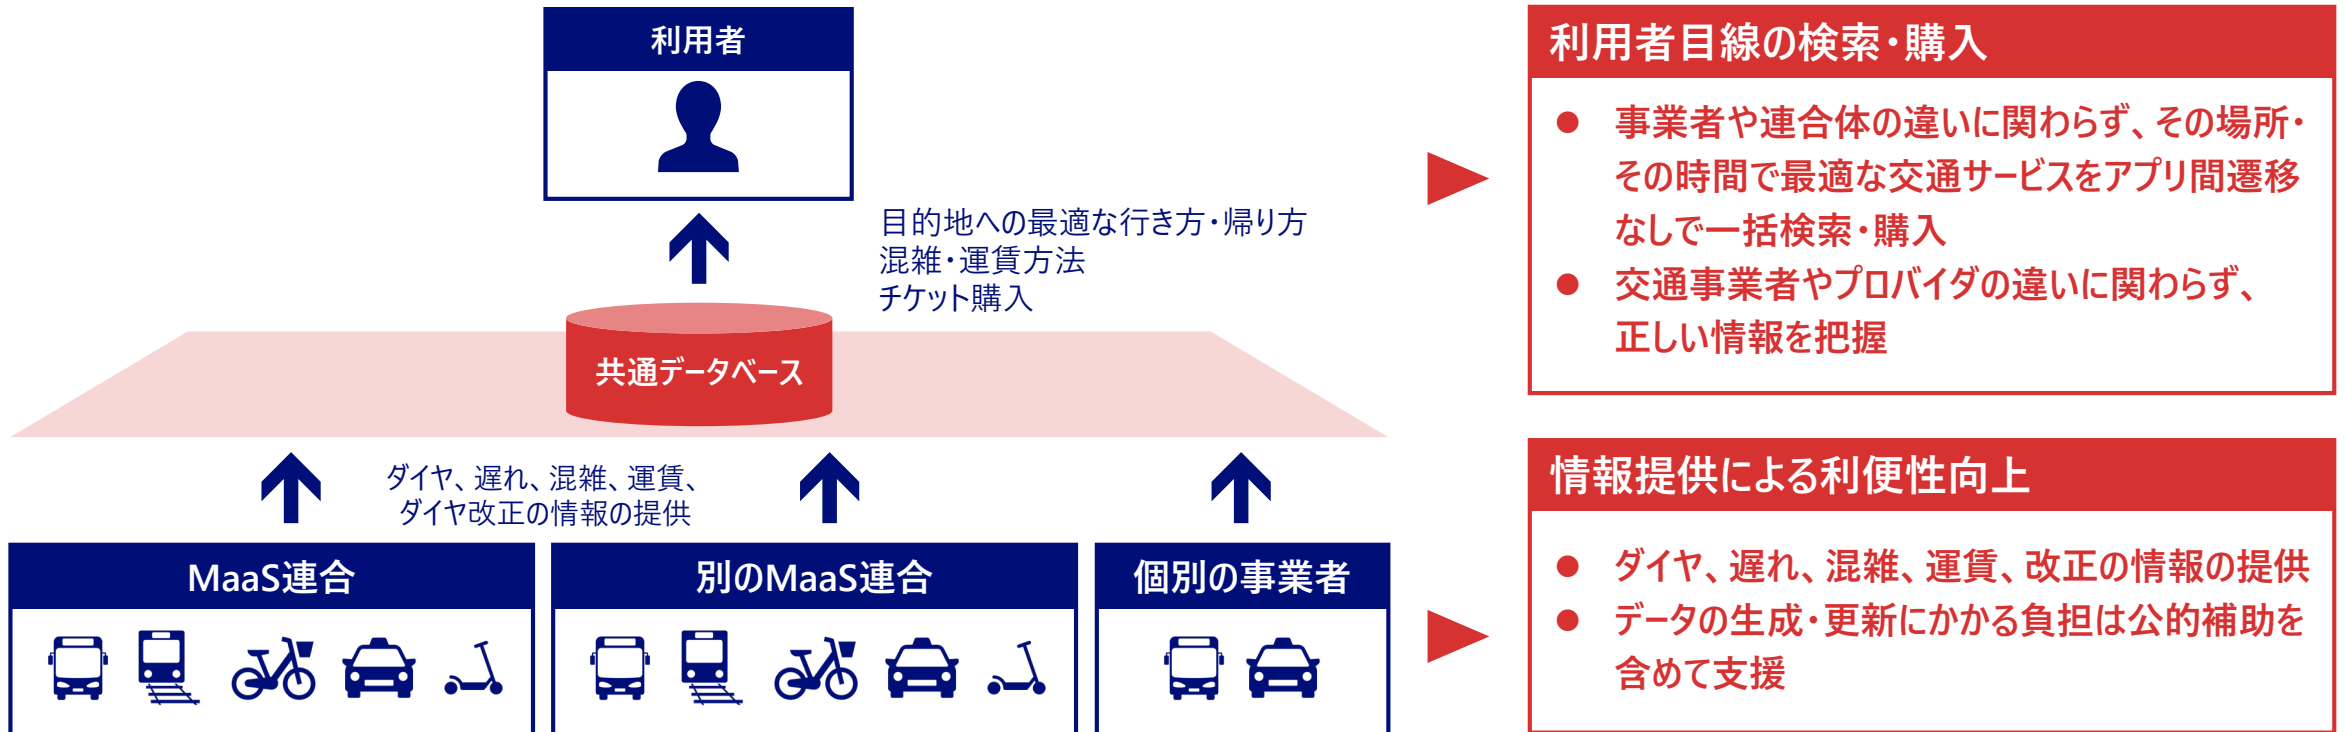 利用者
目的地への最適な行き方・帰り方
混雑・運賃方法
チケット購入
共通データベース
ダイヤ、遅れ、混雑、運賃、
ダイヤ改正の情報の提供
MaaS連合
別のMaaS連合
個別の事業者
利用者目線の検索・購入
● 事業者や連合体の違いに関わらず、その場所・
その時間で最適な交通サービスをアプリ間遷移
なしで一括検索・購入
● 交通事業者やプロバイダの違いに関わらず、
正しい情報を把握
情報提供による利便性向上
● ダイヤ、遅れ、混雑、運賃、改正の情報の提供
● データの生成・更新にかかる負担は公的補助を
含めて支援